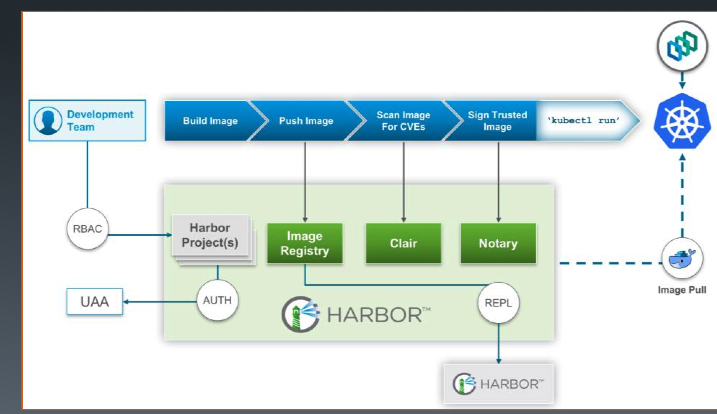 Development
Team
Build Image
Push Image
Scan Image
For CVEs
Sign Trusted
Image
'kubectl run'
RBAC
Harbor
Project(s)
Image
Registry
Clair
Notary
UAA
AUTH
HARBOR™
REPL
Image Pull
HARBOR™